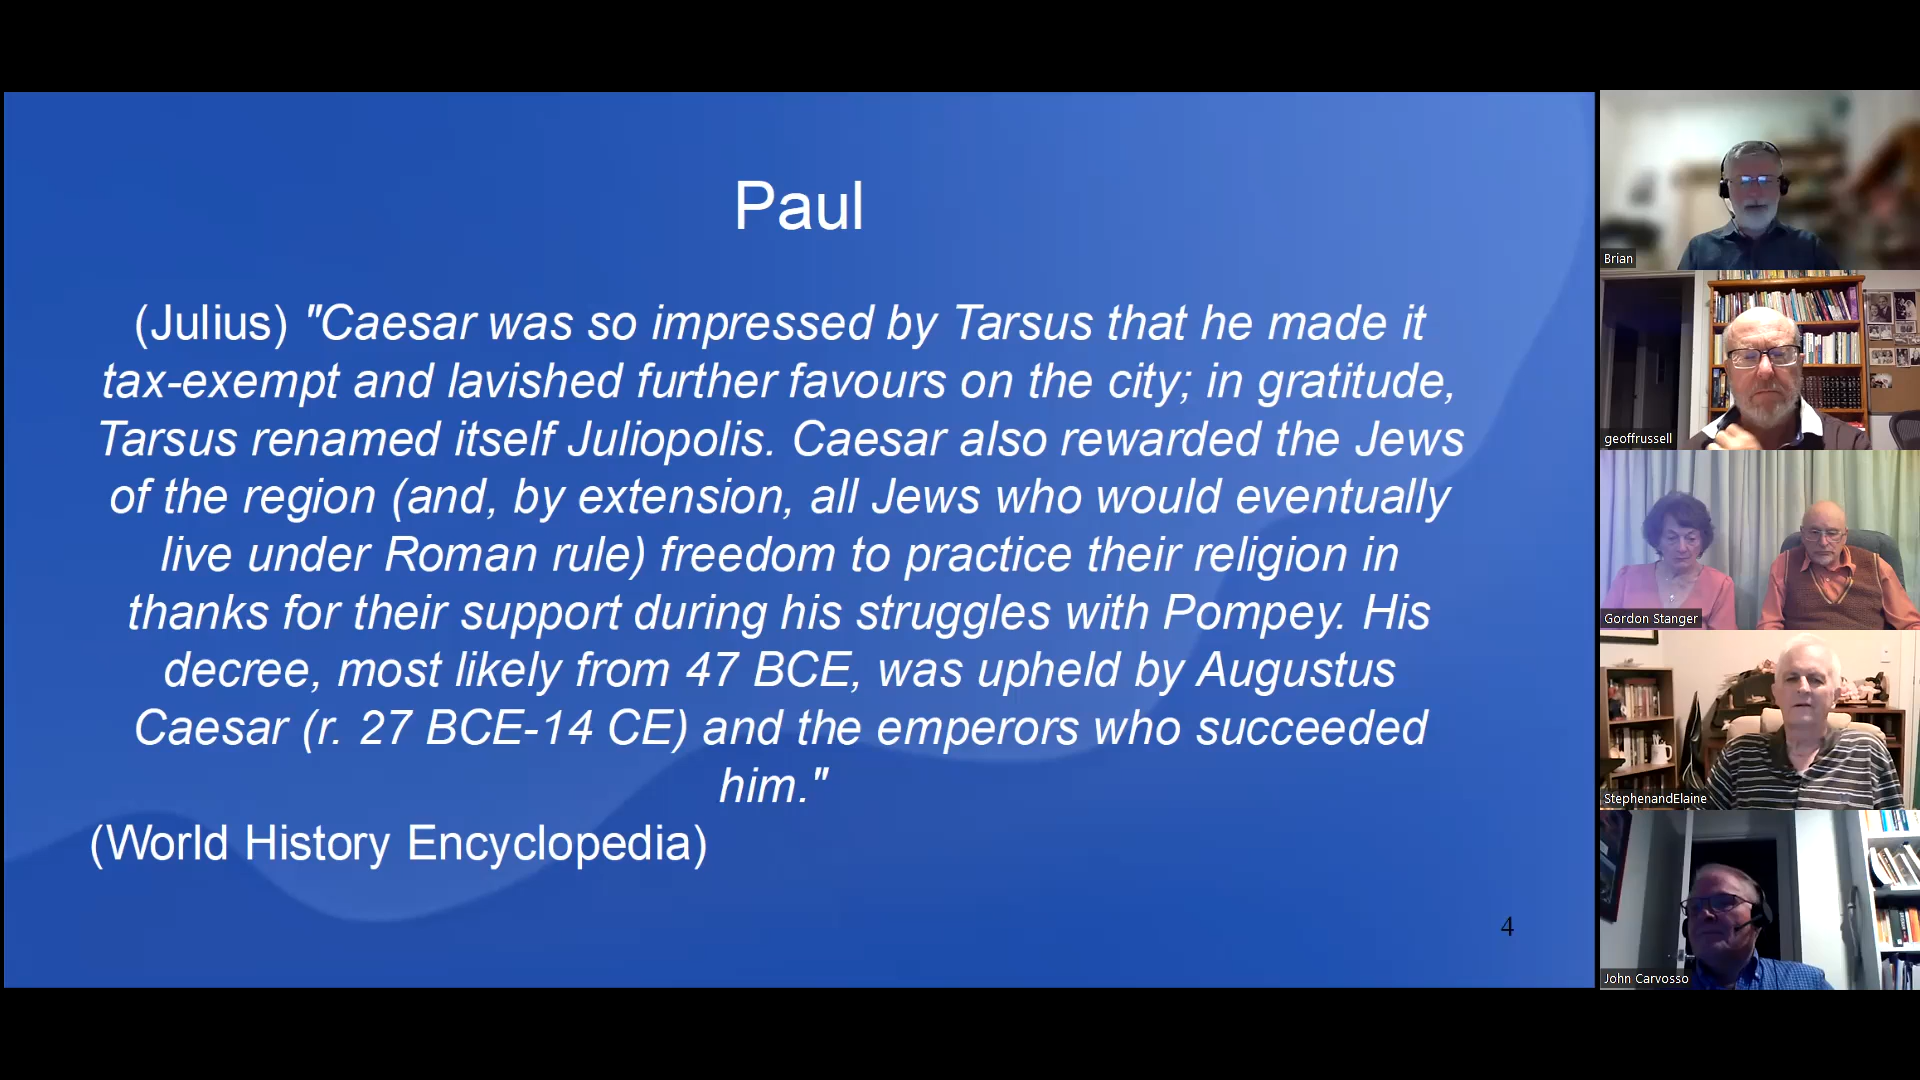 Paul
(Julius) "Caesar was so impressed by Tarsus that he made it
tax-exempt and lavished further favours on the city; in gratitude,
Tarsus renamed itself Juliopolis. Caesar also rewarded the Jews
of the region (and, by extension, all Jews who would eventually
live under Roman rule) freedom to practice their religion in
thanks for their support during his struggles with Pompey. His
decree, most likely from 47 BCE, was upheld by Augustus
Caesar (r. 27 BCE-14 CE) and the emperors who succeeded
him."
(World History Encyclopedia)
4
Brian
geoffrussell
Gordon Stanger
StephenandElaine
John Carvosso